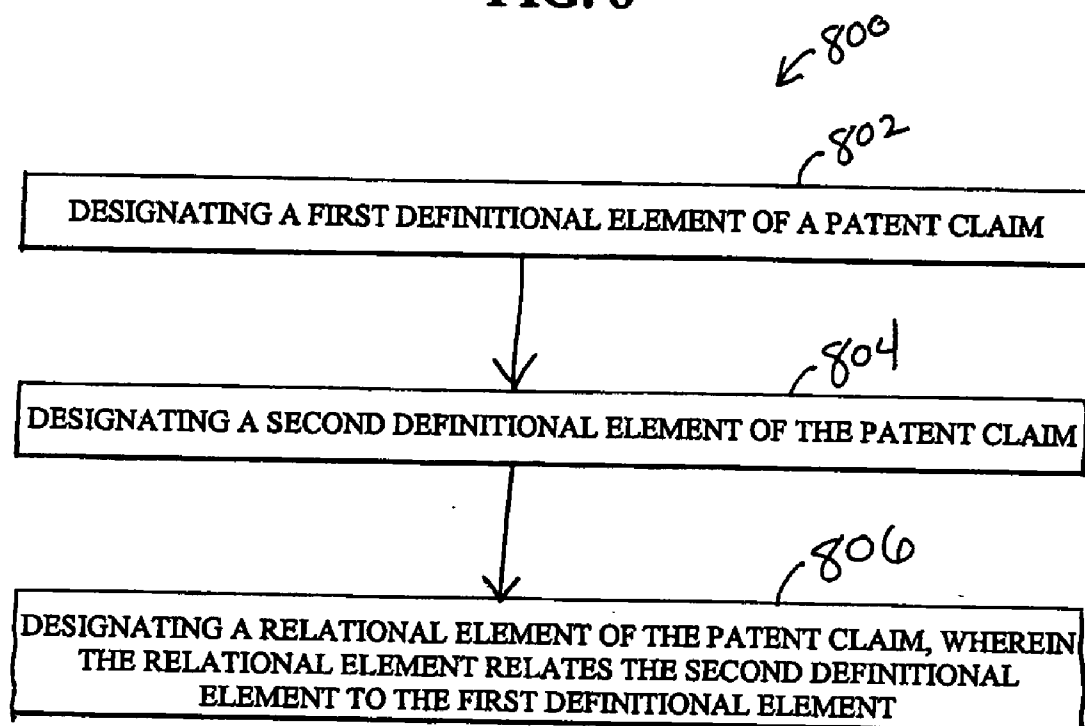 FIG.
800
802
DESIGNATING A FIRST DEFINITIONAL ELEMENT OF A PATENT CLAIM
804
DESIGNATING A SECOND DEFINITIONAL ELEMENT OF THE PATENT CLAIM
806
DESIGNATING A RELATIONAL ELEMENT OF THE PATENT CLAIM, WHEREIN
THE RELATIONAL ELEMENT RELATES THE SECOND DEFINITIONAL
ELEMENT TO THE FIRST DEFINITIONAL ELEMENT